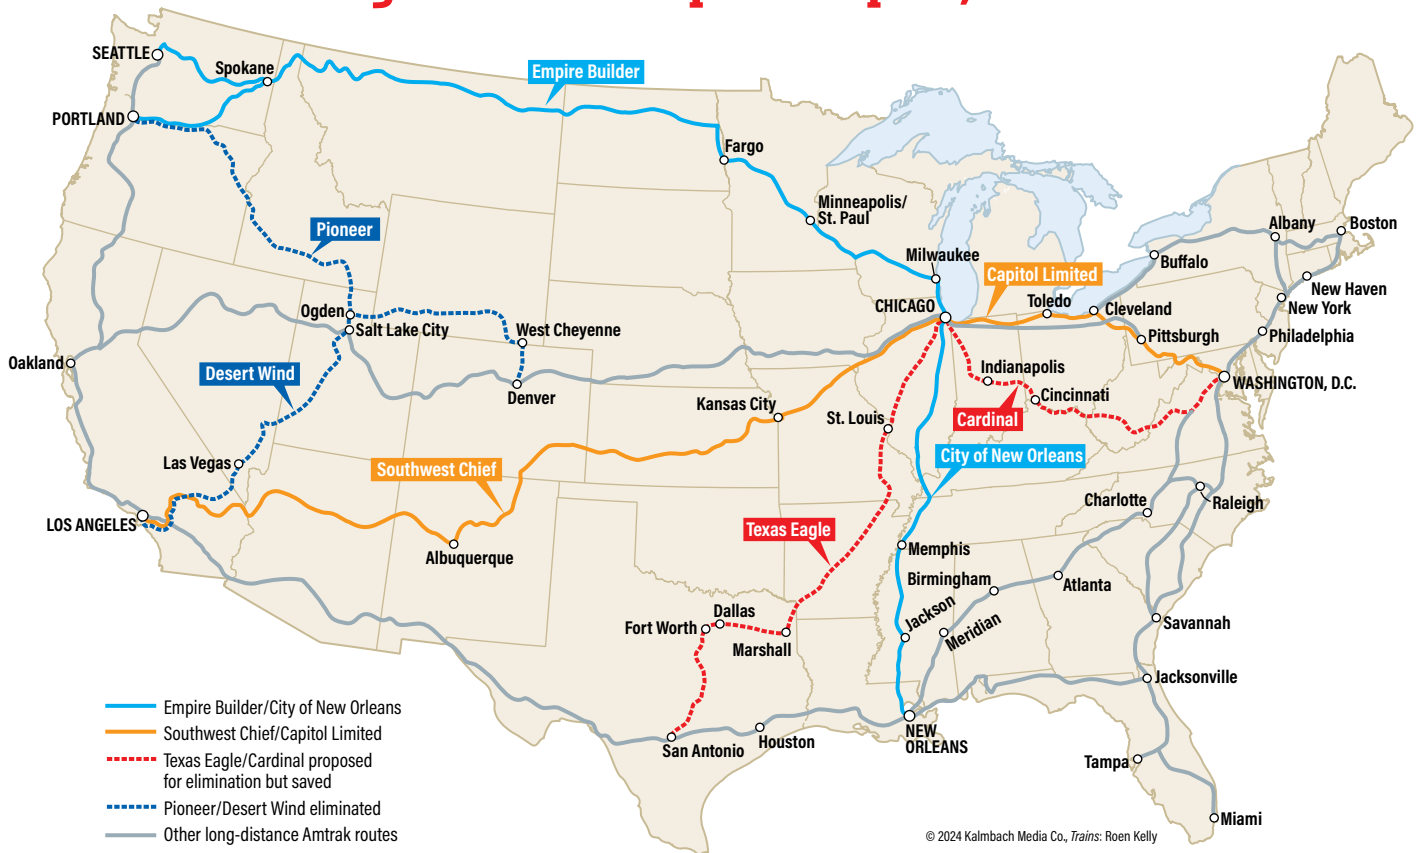 SEATTLE
Spokane
Empire Builder
PORTLAND
Fargo
Minneapolis/
St. Paul
Pioneer
Milwaukee
Capitol Limited
Albany
Boston
Buffalo
New Haven
New York
Philadelphia
CHICAGO
Toledo
Cleveland
Pittsburgh
WASHINGTON, D.C.
Ogden
Salt Lake City
West Cheyenne
Oakland
Desert Wind
Denver
Indianapolis
Cincinnati
Cardinal
Kansas City
St. Louis
City of New Orleans
Las Vegas
Southwest Chief
LOS ANGELES
Albuquerque
Texas Eagle
Charlotte
Raleigh
Memphis
Birmingham
Atlanta
Jackson
Meridian
Savannah
Dallas
Fort Worth
Marshall
Jacksonville
Empire Builder/City of New Orleans
Southwest Chief/Capitol Limited
Texas Eagle/Cardinal proposed
for elimination but saved
Pioneer/Desert Wind eliminated
Other long-distance Amtrak routes
San Antonio
Houston
NEW
ORLEANS
Tampa
Miami
© 2024 Kalmbach Media Co., Trains: Roen Kelly